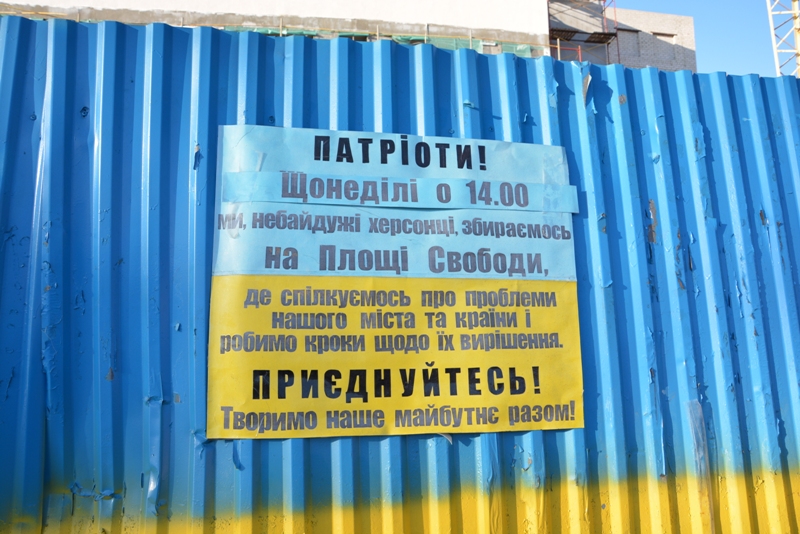 ПАТРІОТИ!
Щонеділі о 14.00
ми, небайдужі херсонці, збираємось
на Площі Свободи,
де спілкуємось про проблеми
нашого міста та країни і
робимо кроки щодо їх вирішення.
ПРИЄДНУЙТЕСЬ!
Творимо наше майбутнє разом!